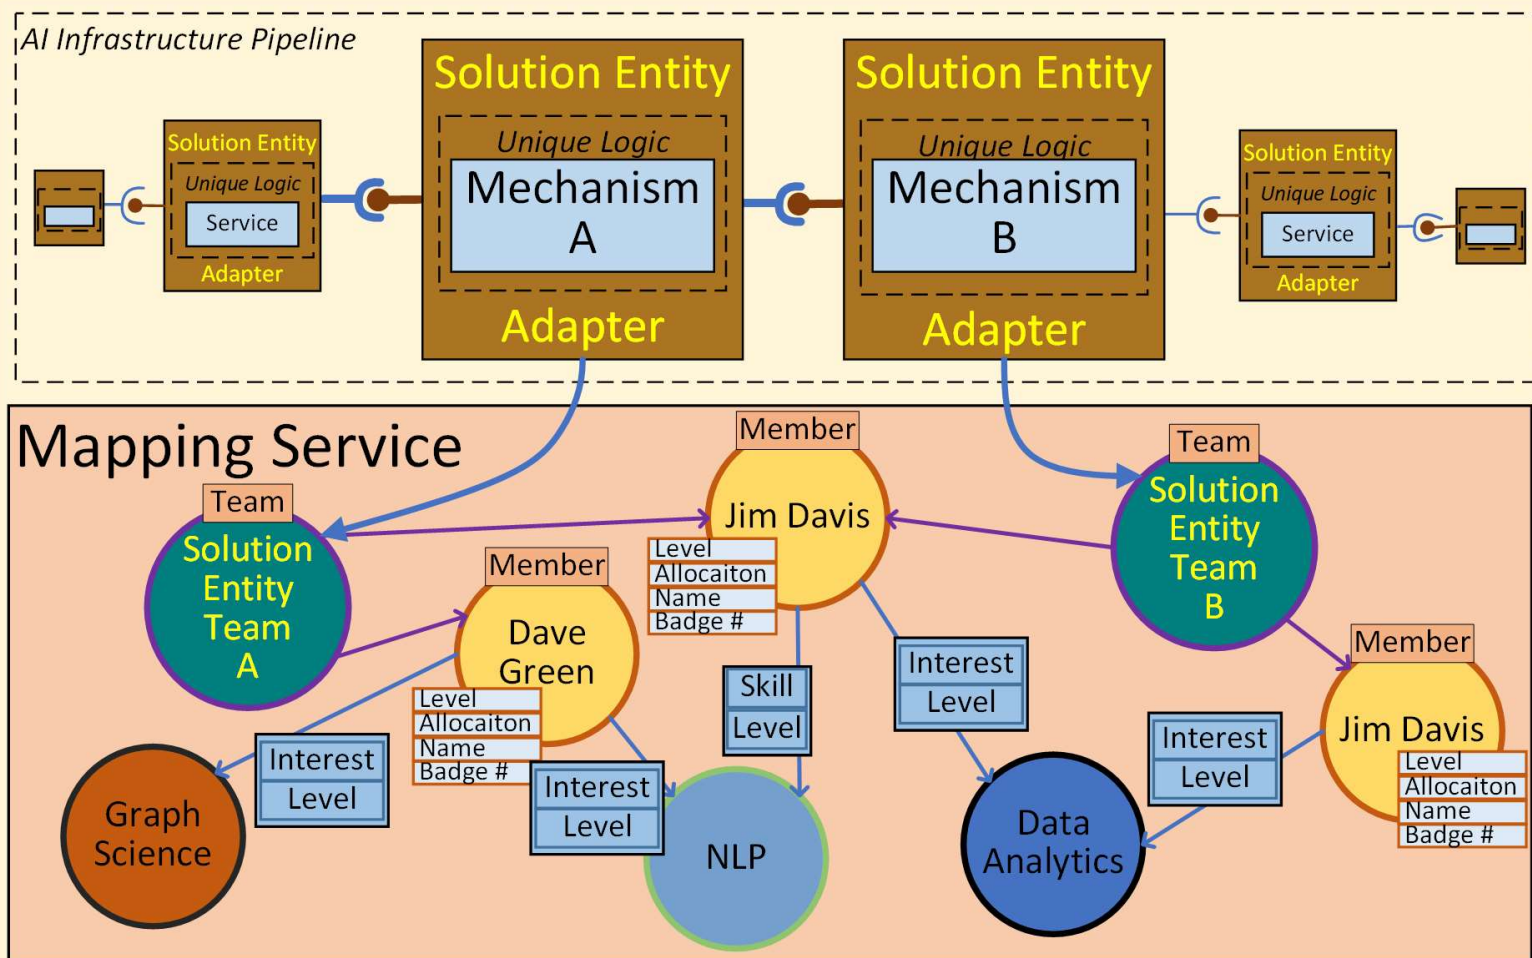 AI Infrastructure Pipeline
Solution Entity
Unique Logic
Service
Adapter
Solution Entity
Unique Logic
Mechanism
A
Adapter
Solution Entity
Unique Logic
Mechanism
B
Adapter
Solution Entity
Unique Logic
Service
Adapter
Mapping Service
Team
Solution
Entity
Team
A
Member
Dave
Green
Level
Allocaiton
Name
Badge #
Member
Jim Davis
Level
Allocaiton
Name
Badge #
Team
Solution
Entity
Team
B
Member
Jim Davis
Level
Allocaiton
Name
Badge #
Interest
Level
Interest
Level
Skill
Level
Interest
Level
Interest
Level
Graph
Science
NLP
Data
Analytics